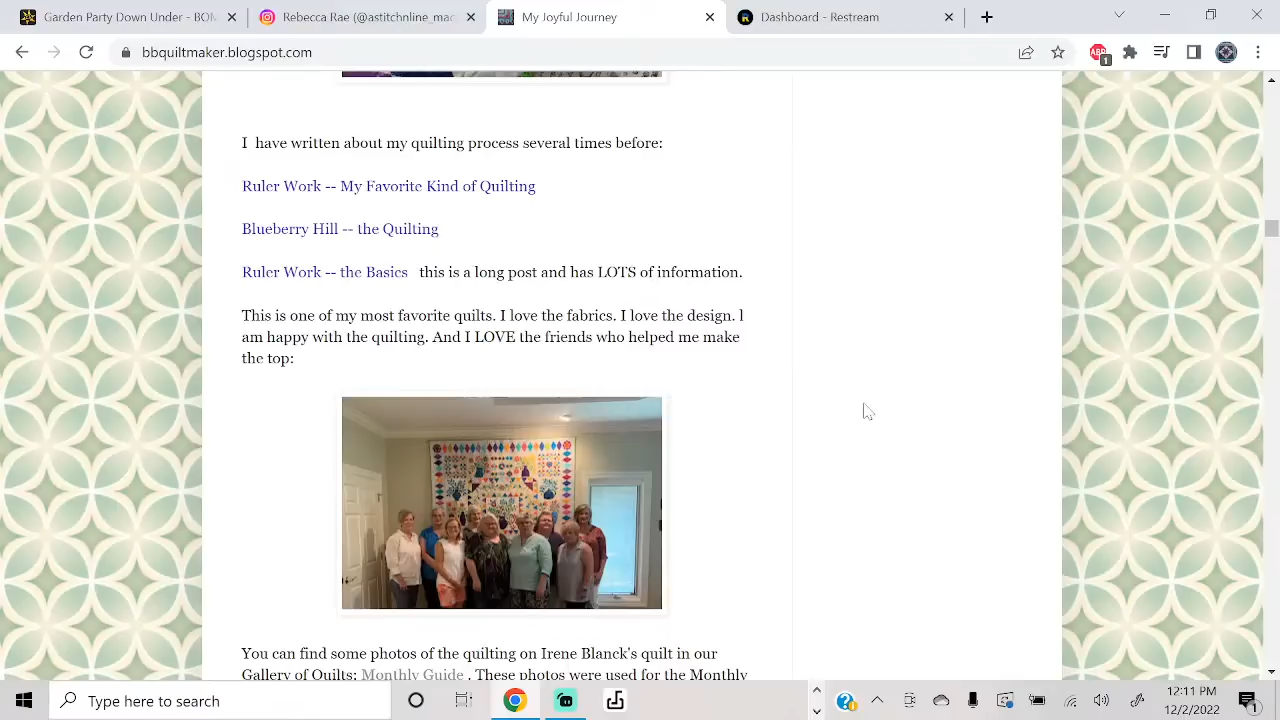 Garden Party Down Under - BOM
Rebecca Rae (@astitchline_mac
My Joyful Journey
Dashboard - Restream
bbquiltmaker.blogspot.com
ABP
1
I have written about my quilting process several times before:
Ruler Work -- My Favorite Kind of Quilting
Blueberry Hill -- the Quilting
Ruler Work -- the Basics this is a long post and has LOTS of information.
This is one of my most favorite quilts. I love the fabrics. I love the design. I
am happy with the quilting. And I LOVE the friends who helped me make
the top:
You can find some photos of the quilting on Irene Blanck's quilt in our
Gallery of Quilts: Monthly Guide . These photos were used for the Monthly
Type here to search
12:11 PM
12/2/2022
1